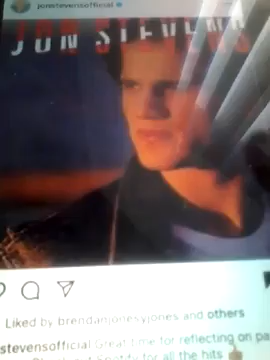 jonstevensofficial
JON STEVENS
Liked by brendanjonesyjones and others
stevensofficial Great time for reflecting on pa
Spotify for all the hits